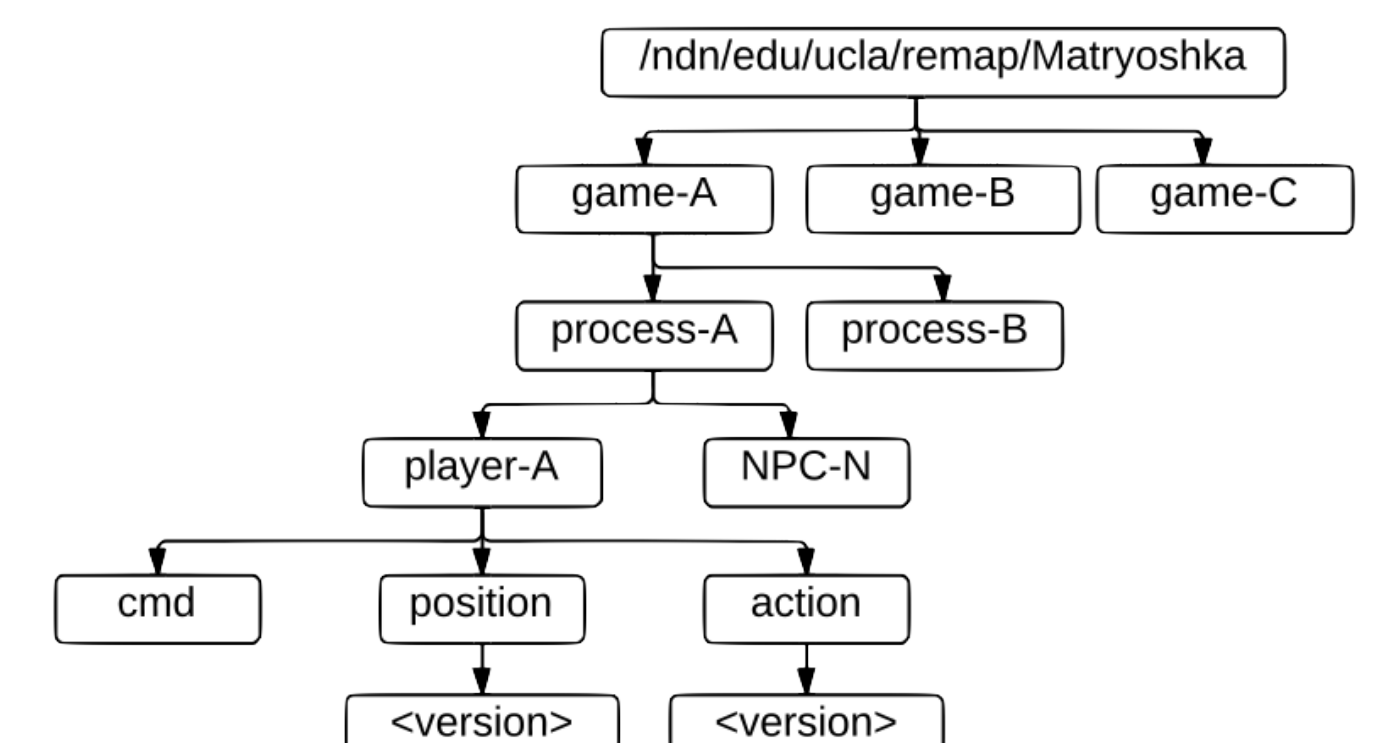 /ndn/edu/ucla/remap/Matryoshka
game-A
game-B
game-C
process-A
process-B
player-A
NPC-N
cmd
position
action
<version>
<version>